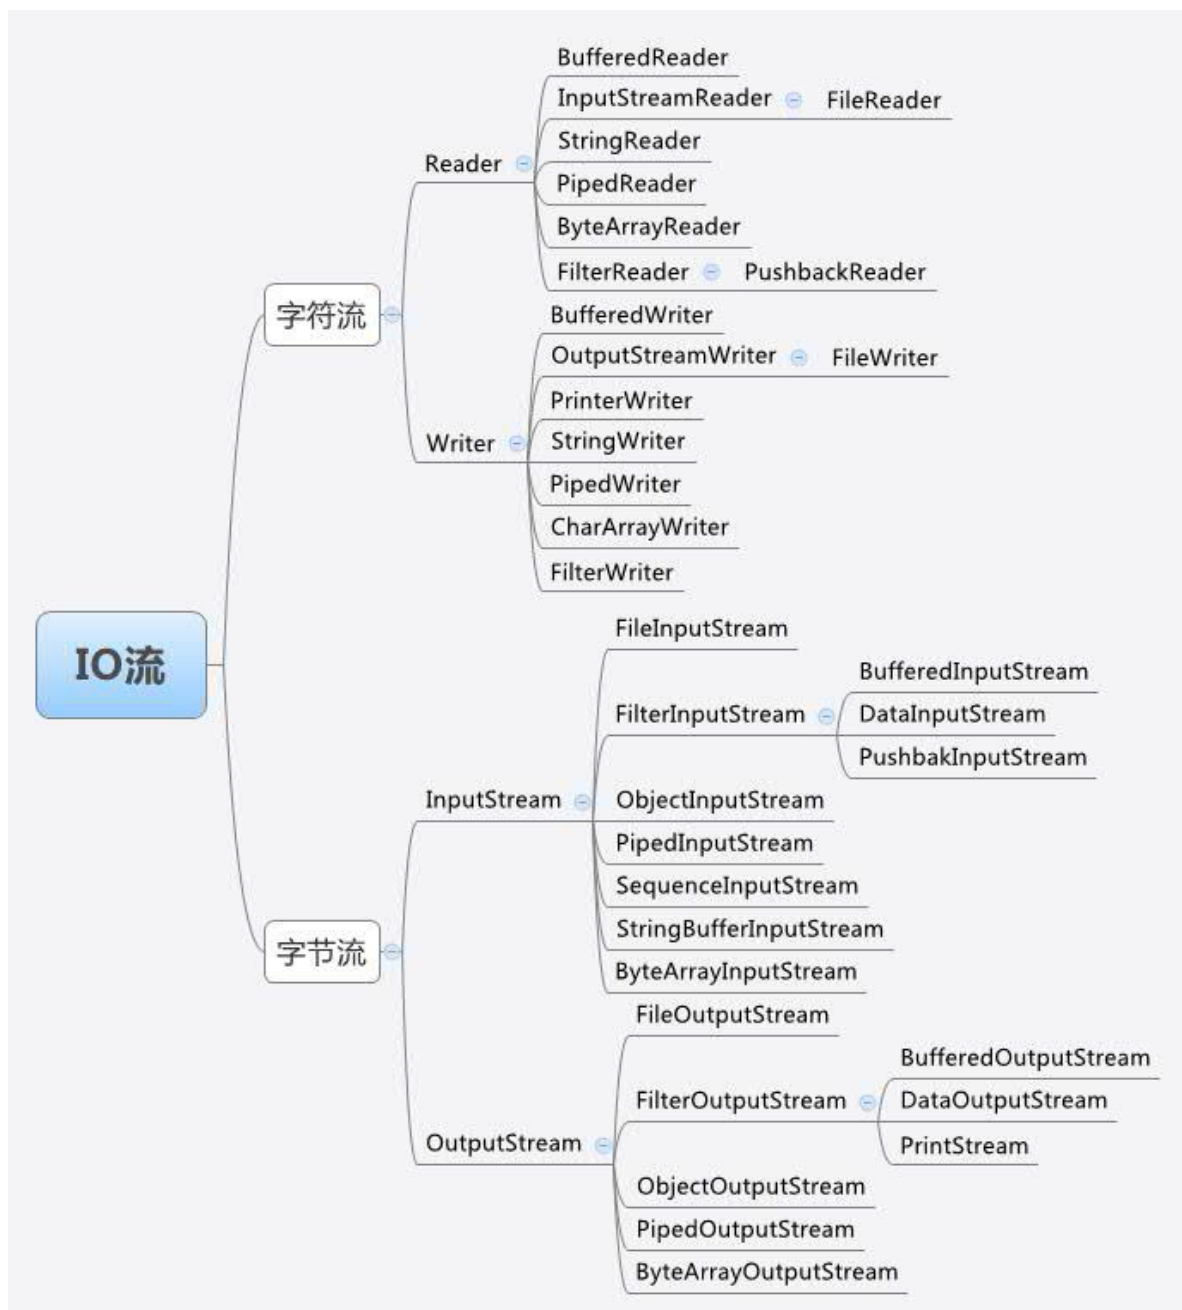 IO流
字符流
Reader
BufferedReader
InputStreamReader FileReader
StringReader
PipedReader
ByteArrayReader
FilterReader PushbackReader
Writer
BufferedWriter
OutputStreamWriter FileWriter
PrinterWriter
StringWriter
PipedWriter
CharArrayWriter
FilterWriter
字节流
InputStream
FileInputStream
FilterInputStream
BufferedInputStream
DataInputStream
PushbakInputStream
ObjectInputStream
PipedInputStream
SequenceInputStream
StringBufferInputStream
ByteArrayInputStream
OutputStream
FileOutputStream
FilterOutputStream
BufferedOutputStream
DataOutputStream
PrintStream
ObjectOutputStream
PipedOutputStream
ByteArrayOutputStream